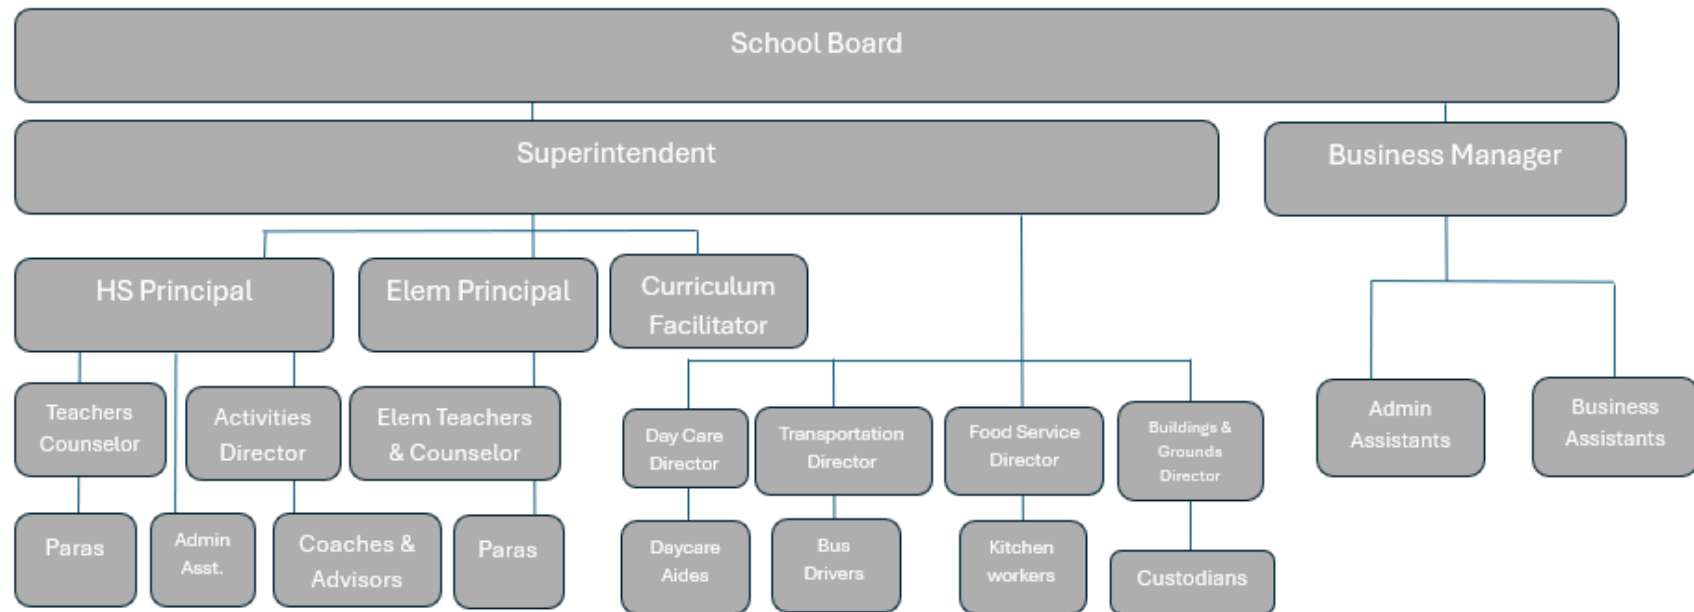 School Board
Superintendent
Business Manager
HS Principal
Elem Principal
Curriculum
Facilitator
Teachers
Counselor
Activities
Director
Elem Teachers
& Counselor
Day Care
Director
Transportation
Director
Food Service
Director
Buildings &
Grounds
Director
Admin
Assistants
Business
Assistants
Paras
Admin
Asst.
Coaches &
Advisors
Paras
Daycare
Aides
Bus
Drivers
Kitchen
workers
Custodians